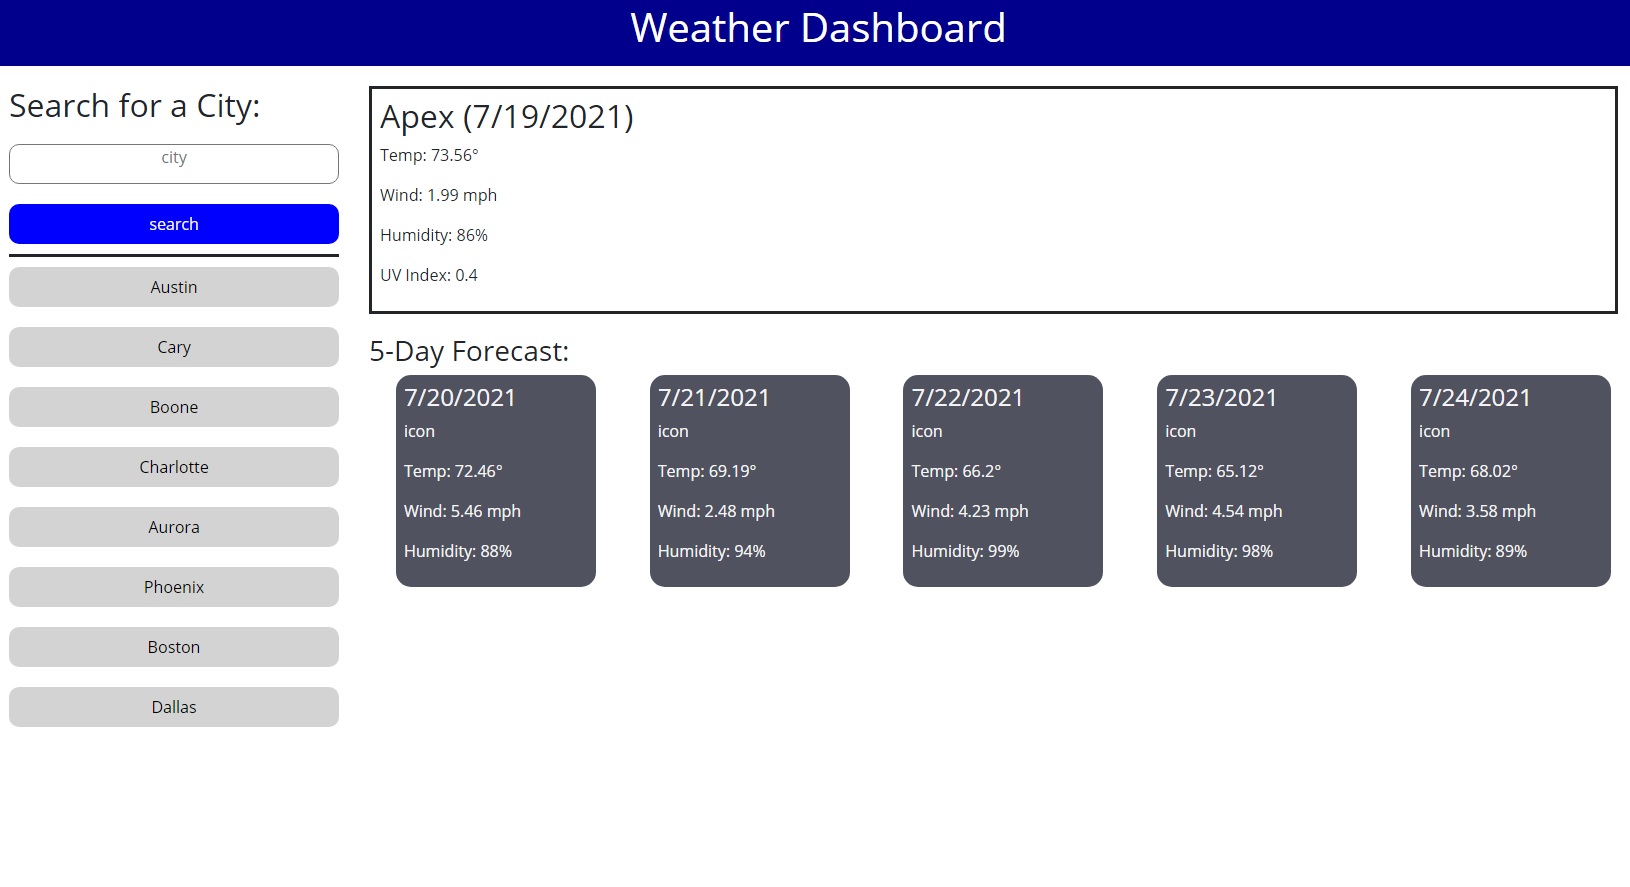 Weather Dashboard
Search for a City:
city
search
Austin
Cary
Boone
Charlotte
Aurora
Phoenix
Boston
Dallas
Apex (7/19/2021)
Temp: 73.56°
Wind: 1.99 mph
Humidity: 86%
UV Index: 0.4
5-Day Forecast:
7/20/2021
icon
Temp: 72.46°
Wind: 5.46 mph
Humidity: 88%
7/21/2021
icon
Temp: 69.19°
Wind: 2.48 mph
Humidity: 94%
7/22/2021
icon
Temp: 66.2°
Wind: 4.23 mph
Humidity: 99%
7/23/2021
icon
Temp: 65.12°
Wind: 4.54 mph
Humidity: 98%
7/24/2021
icon
Temp: 68.02°
Wind: 3.58 mph
Humidity: 89%